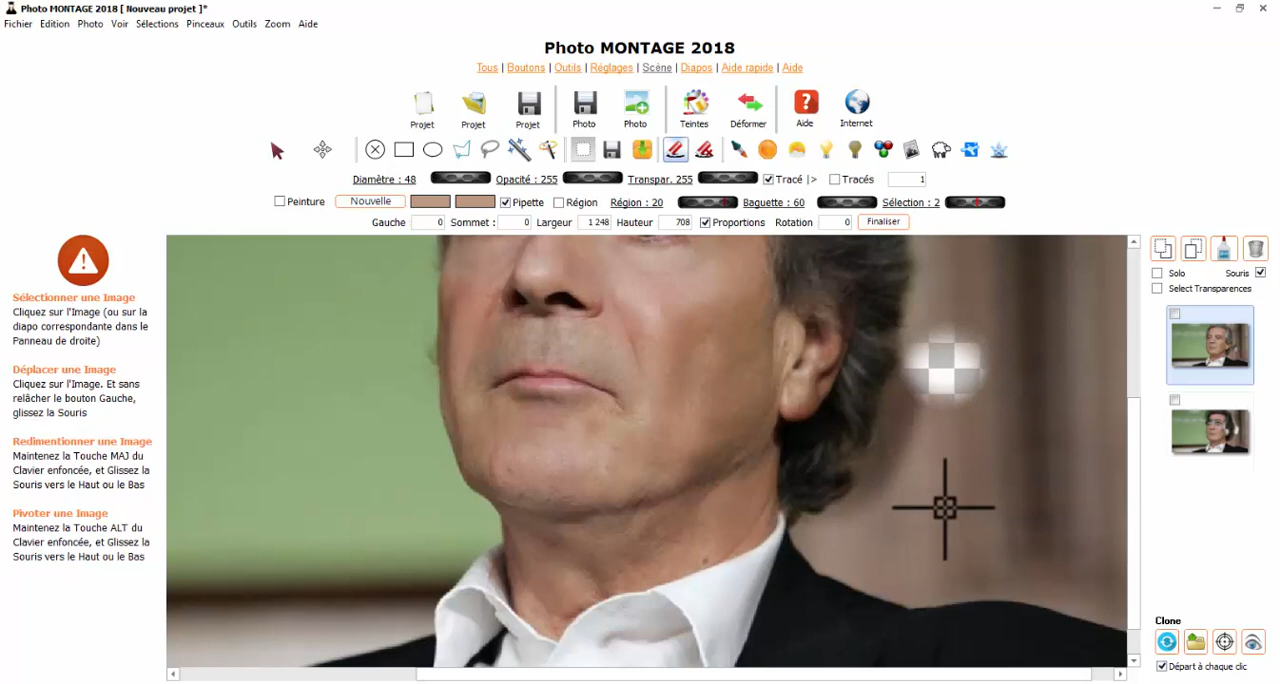 Photo MONTAGE 2018 [ Nouveau projet ]*
Fichier Edition Photo Voir Sélections Pinceaux Outils Zoom Aide
Photo MONTAGE 2018
Tous | Boutons | Outils | Réglages | Scène | Diapos | Aide rapide | Aide
Projet Projet Projet Photo Photo Teintes Déformer Aide Internet
Diamètre : 48 Opacité : 255 Transpar. 255 Tracé |> Tracés 1
Peinture Nouvelle Pipette Région Région : 20 Baguette : 60 Sélection : 2
Gauche 0 Sommet : 0 Largeur 1 248 Hauteur 708 Proportions Rotation 0 Finaliser
Sélectionner une Image
Cliquez sur l'Image (ou sur la
diapo correspondante dans le
Panneau de droite)
Déplacer une Image
Cliquez sur l'Image. Et sans
relâcher le bouton Gauche,
glissez la Souris
Redimentionner une Image
Maintenez la Touche MAJ du
Clavier enfoncée, et Glissez la
Souris vers le Haut ou le Bas
Pivoter une Image
Maintenez la Touche ALT du
Clavier enfoncée, et Glissez la
Souris vers le Haut ou le Bas
Solo Souris
Select Transparences
Clone
Départ à chaque clic